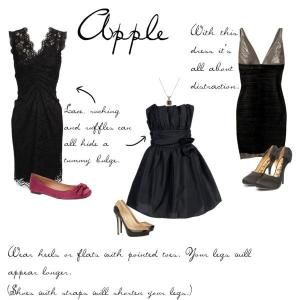 Apple
With this
dress it's
all about
distraction.
Lace, ruching
and ruffles can
all hide a
tummy bulge.
Wear heels or flats with pointed toes. Your legs will
appear longer.
(Shoes with straps will shorten your legs.)